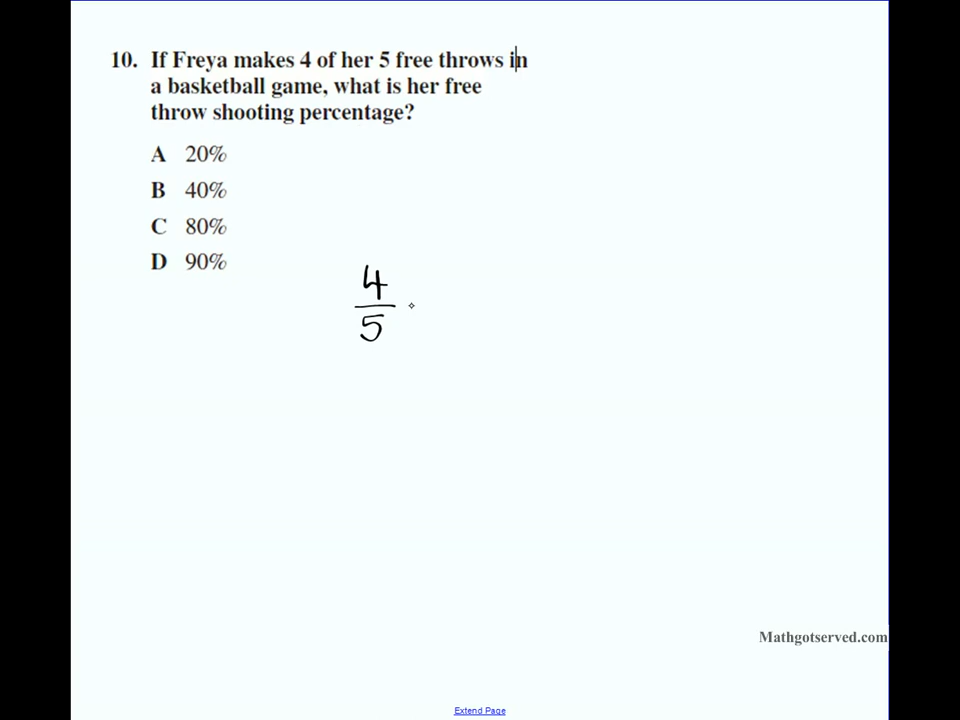 10. If Freya makes 4 of her 5 free throws in
a basketball game, what is her free
throw shooting percentage?
A 20%
B 40%
C 80%
D 90%
4
5
Mathgotserved.com
Extend Page